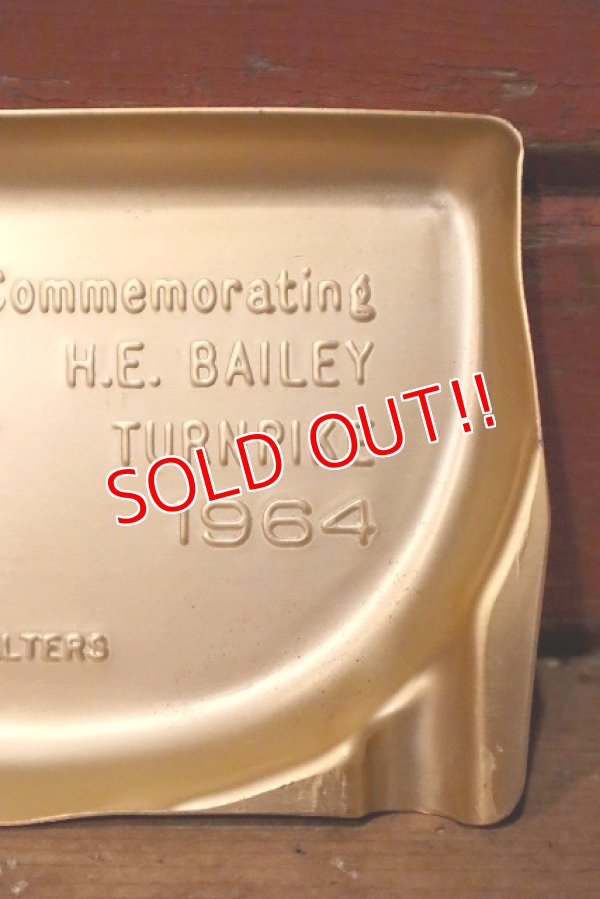 Commemorating
H.E. BAILEY
TURNPIKE
SOLD OUT!!
1964